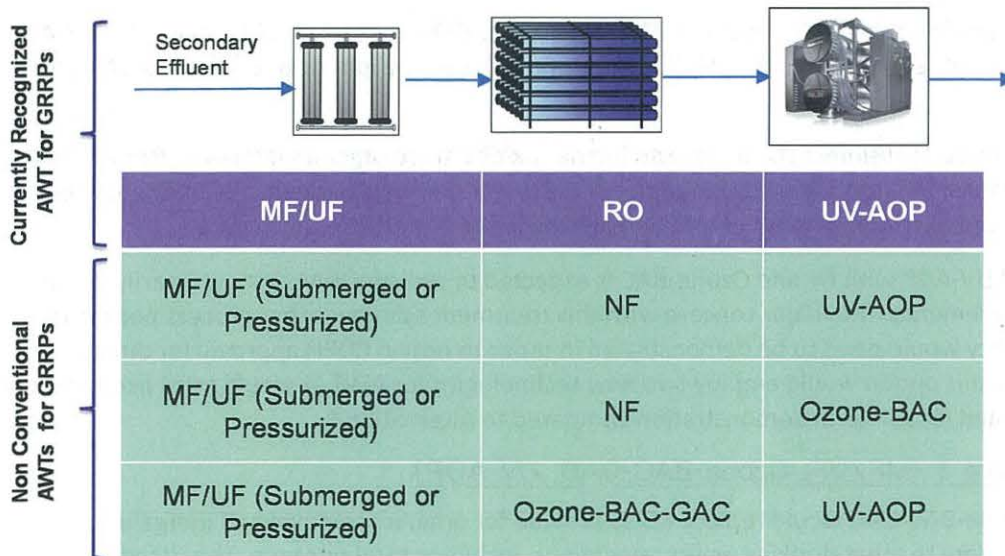 Currently Recognized
AWT for GRRPs
Secondary
Effluent
MF/UF
RO
UV-AOP
Non Conventional
AWTs for GRRPs
MF/UF (Submerged or
Pressurized)
NF
UV-AOP
MF/UF (Submerged or
Pressurized)
NF
Ozone-BAC
MF/UF (Submerged or
Pressurized)
Ozone-BAC-GAC
UV-AOP